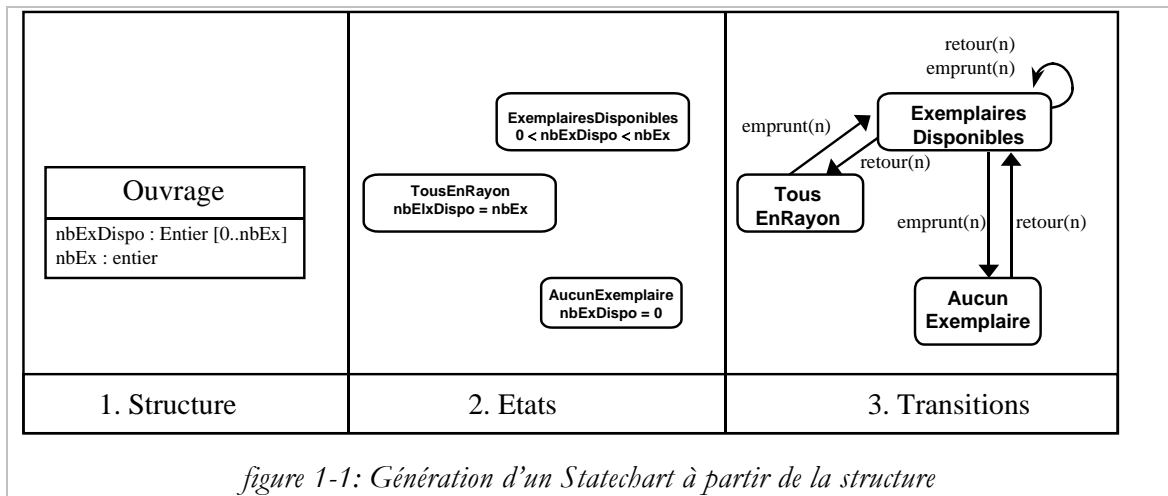 Ouvrage
nbExDispo : Entier [0..nbEx]
nbEx : entier
1. Structure
ExemplairesDisponibles
0 < nbExDispo < nbEx
TousEnRayon
nbElxDispo = nbEx
AucunExemplaire
nbExDispo = 0
2. Etats
retour(n)
emprunt(n)
Exemplaires
Disponibles
emprunt(n)
retour(n)
Tous
EnRayon
emprunt(n)
retour(n)
Aucun
Exemplaire
3. Transitions
figure 1-1: Génération d'un Statechart à partir de la structure